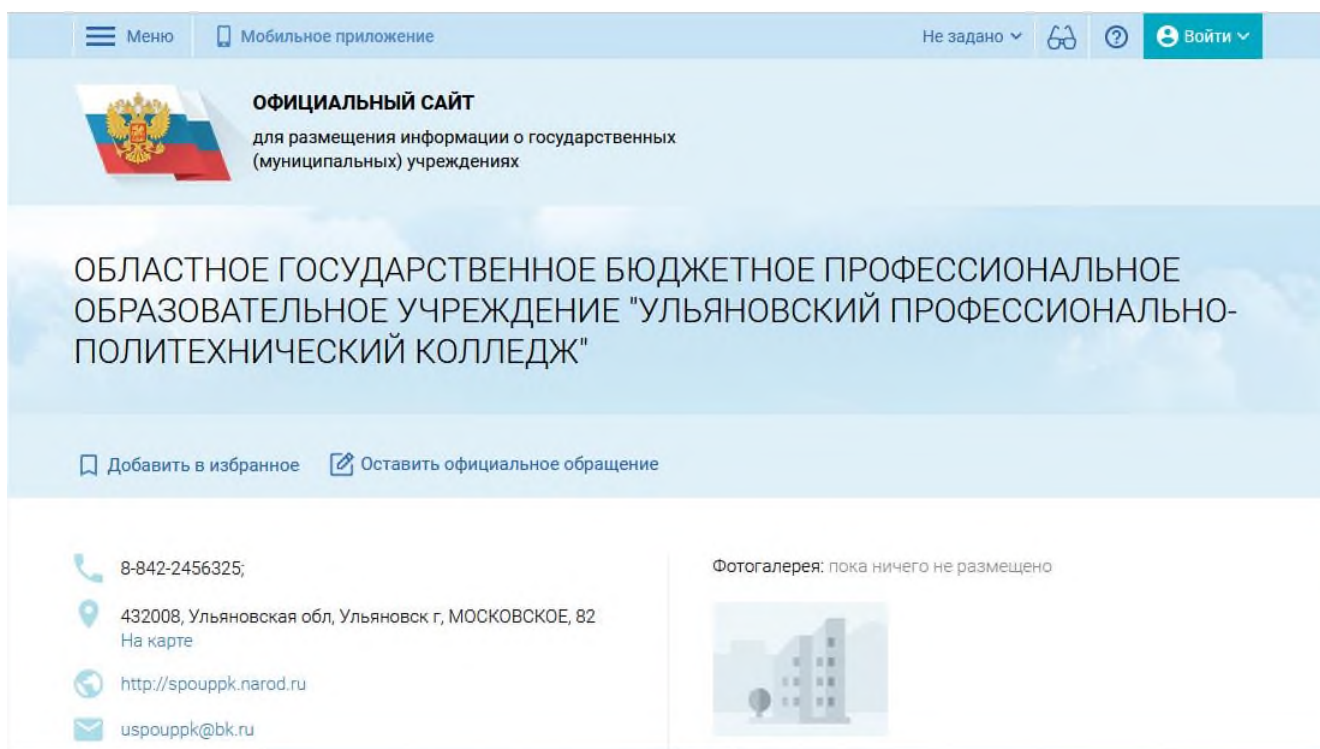 Меню
Мобильное приложение
Не задано
Войти
ОФИЦИАЛЬНЫЙ САЙТ
для размещения информации о государственных
(муниципальных) учреждениях
ОБЛАСТНОЕ ГОСУДАРСТВЕННОЕ БЮДЖЕТНОЕ ПРОФЕССИОНАЛЬНОЕ
ОБРАЗОВАТЕЛЬНОЕ УЧРЕЖДЕНИЕ "УЛЬЯНОВСКИЙ ПРОФЕССИОНАЛЬНО-
ПОЛИТЕХНИЧЕСКИЙ КОЛЛЕДЖ"
Добавить в избранное
Оставить официальное обращение
8-842-2456325;
432008, Ульяновская обл, Ульяновск г, МОСКОВСКОЕ, 82
На карте
http://spouppk.narod.ru
uspouppk@bk.ru
Фотогалерея: пока ничего не размещено